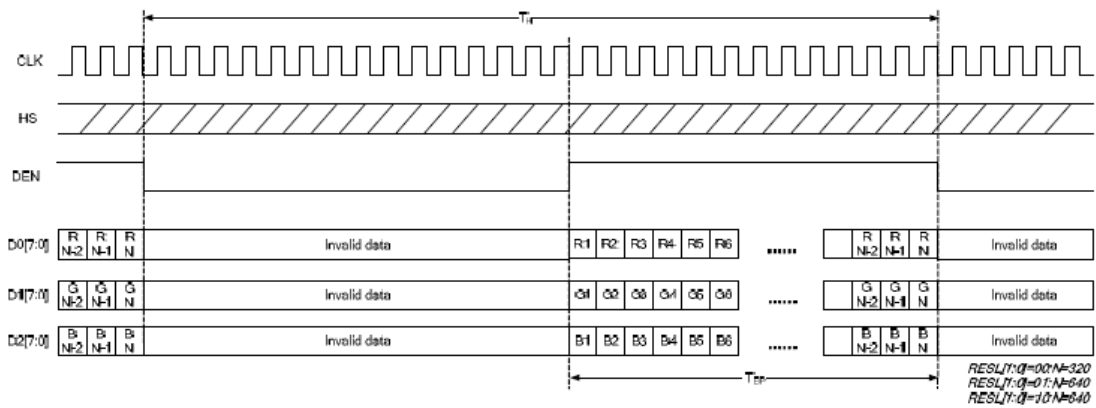 TH
CLK
HS
DEN
D0[7:0] R N-2 R N-1 R N Invalid data R1 R2 R3 R4 R5 R6 ...... R N-2 R N-1 R N Invalid data
D1[7:0] G N-2 G N-1 G N Invalid data G1 G2 G3 G4 G5 G6 ...... G N-2 G N-1 G N Invalid data
D2[7:0] B N-2 B N-1 B N Invalid data B1 B2 B3 B4 B5 B6 ...... B N-2 B N-1 B N Invalid data
TEP
RESL[1:0]=00:N=320
RESL[1:0]=01:N=640
RESL[1:0]=10:N=640